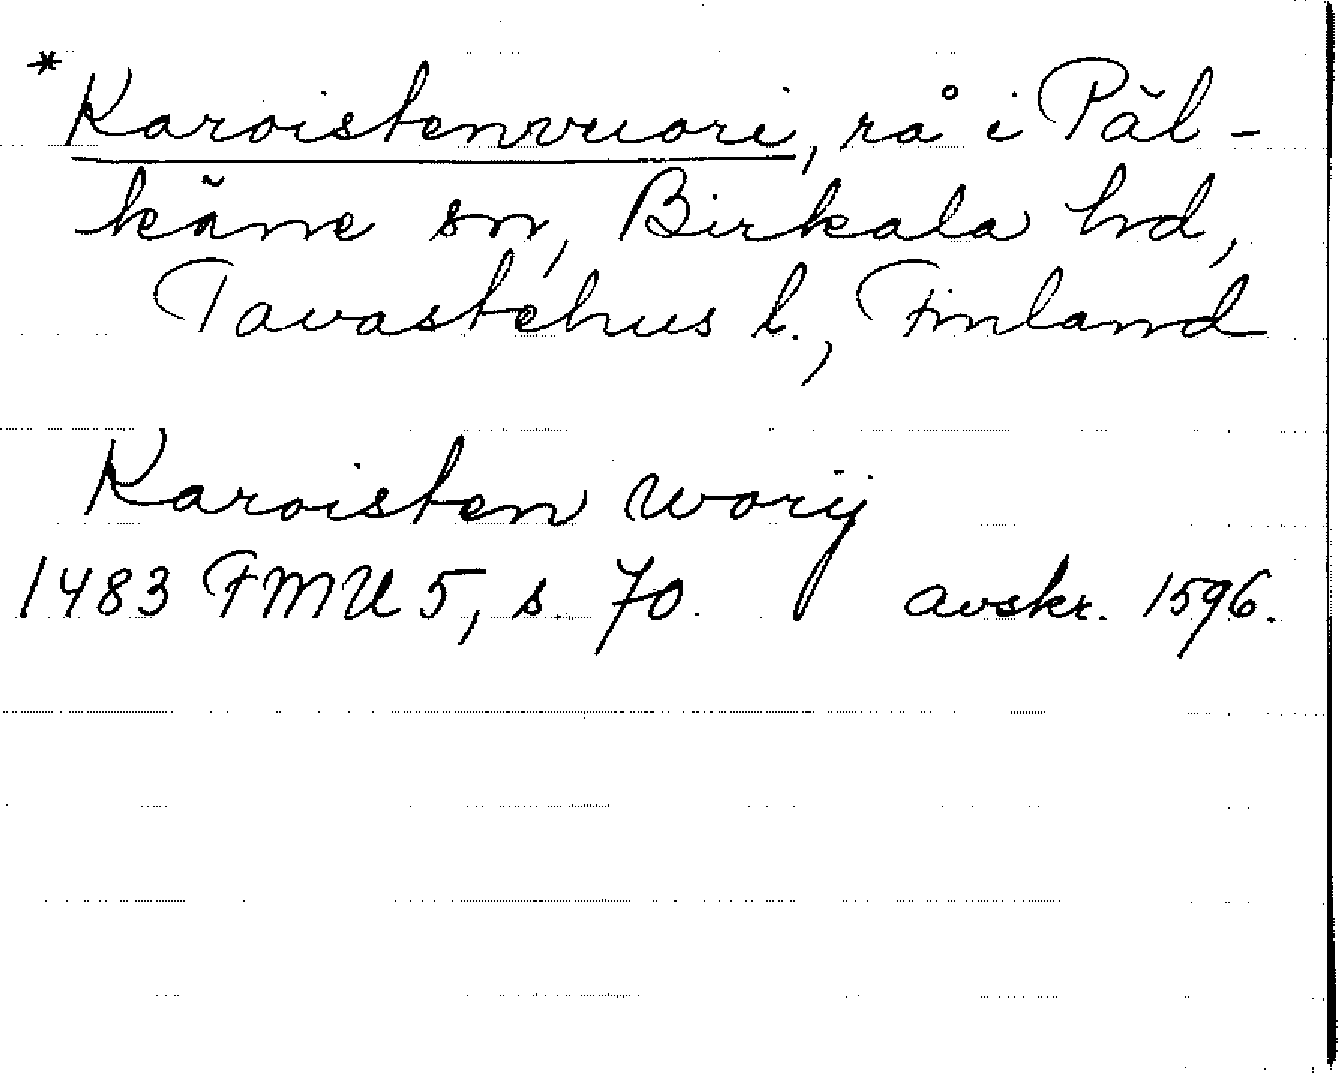 *Karoistenvuori, rå i Päl-
käne sn, Birkala hd,
Tavastehus l., Finland
Karoisten worij
1483 FMU 5, s. 70. avskr. 1596.